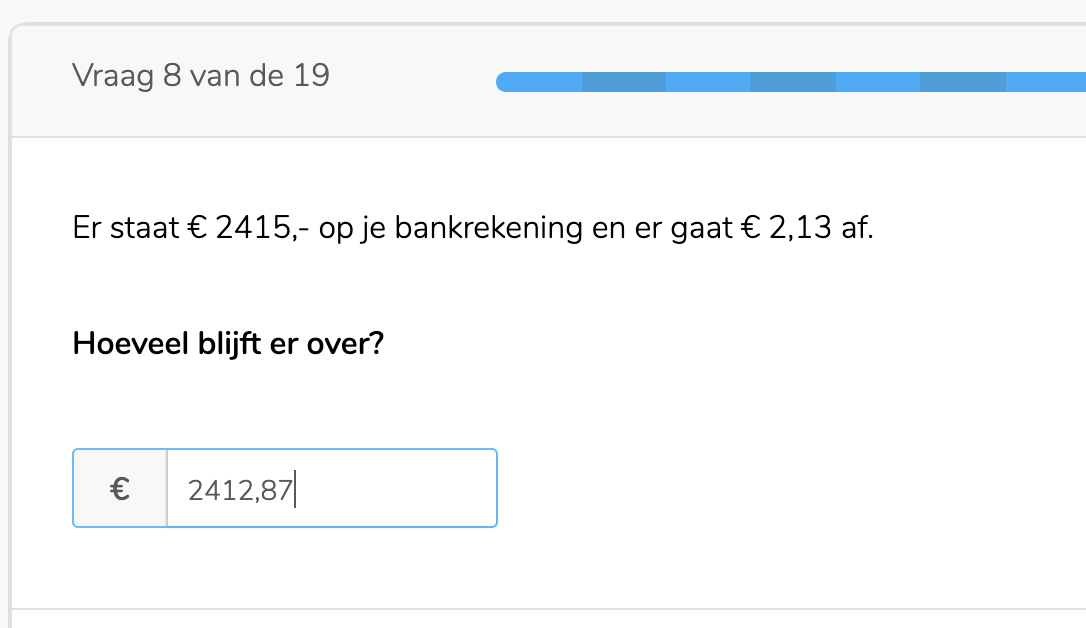 Vraag 8 van de 19
Er staat € 2415,- op je bankrekening en er gaat € 2,13 af.
Hoeveel blijft er over?
€ 2412,87